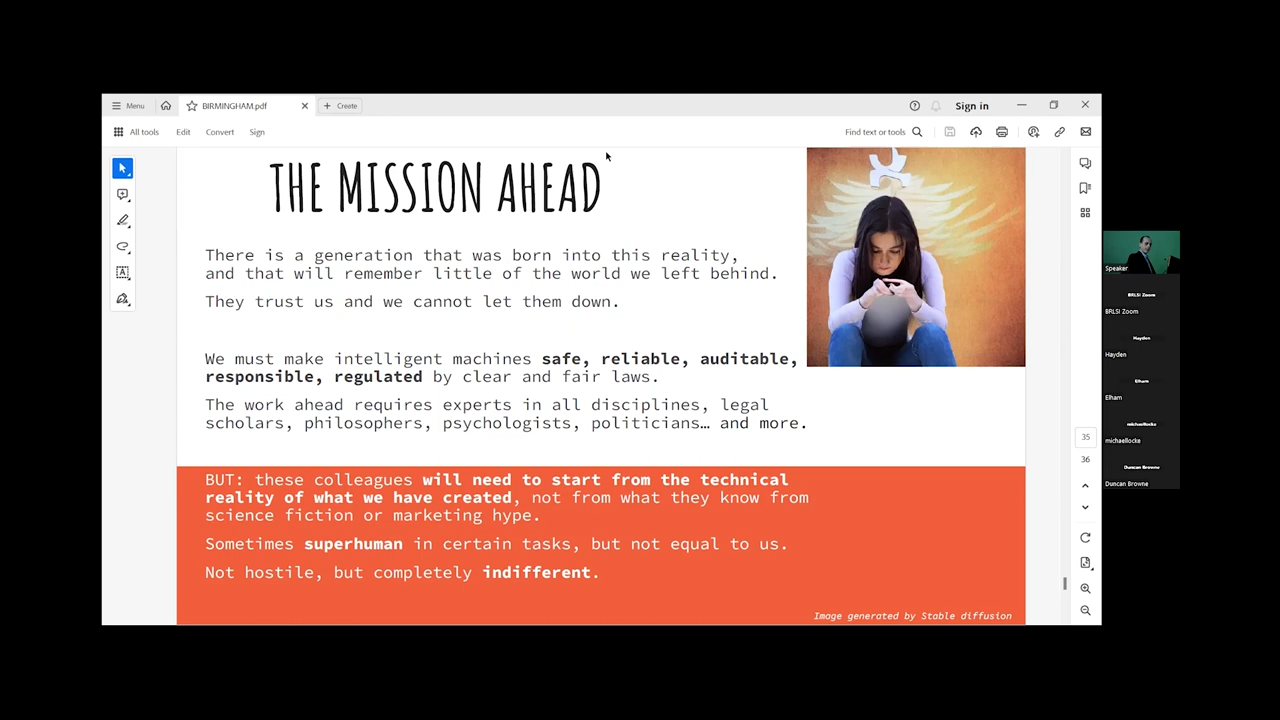 Menu
BIRMINGHAM.pdf
Create
Sign in
All tools
Edit
Convert
Sign
Find text or tools
THE MISSION AHEAD
There is a generation that was born into this reality,
and that will remember little of the world we left behind.
They trust us and we cannot let them down.
We must make intelligent machines safe, reliable, auditable,
responsible, regulated by clear and fair laws.
The work ahead requires experts in all disciplines, legal
scholars, philosophers, psychologists, politicians… and more.
BUT: these colleagues will need to start from the technical
reality of what we have created, not from what they know from
science fiction or marketing hype.
Sometimes superhuman in certain tasks, but not equal to us.
Not hostile, but completely indifferent.
Image generated by Stable diffusion
35
36
Speaker
BRLSI Zoom
BRLSI Zoom
Hayden
Hayden
Elham
Elham
michaellocke
michaellocke
Duncan Browne
Duncan Browne